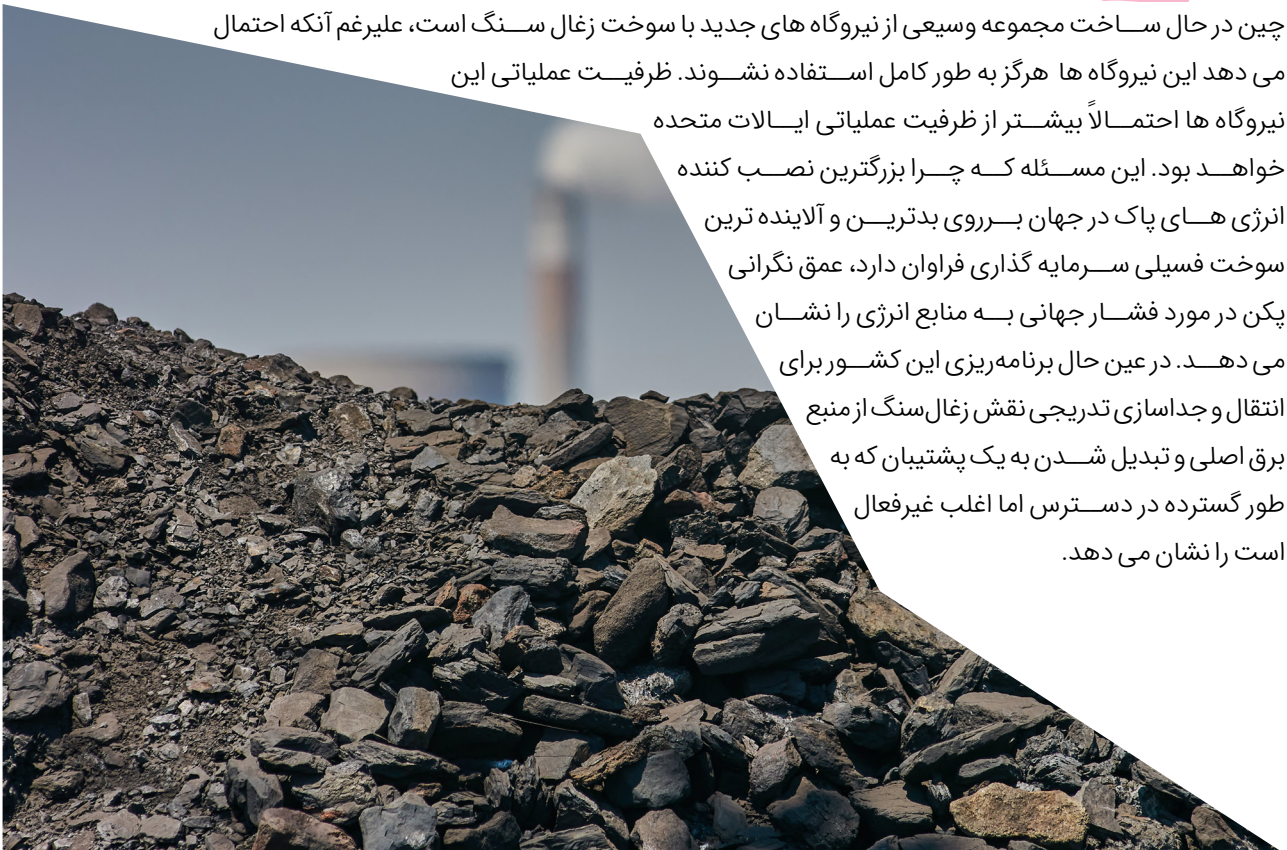 چین در حال ساخت مجموعه وسیعی از نیروگاه های جدید با سوخت زغال سنگ است، علیرغم آنکه احتمال
می دهد این نیروگاه ها هرگز به طور کامل استفاده نشوند. ظرفیت عملیاتی این
نیروگاه ها احتمالاً بیشتر از ظرفیت عملیاتی ایالات متحده
خواهد بود. این مسئله که چرا بزرگترین نصب کننده
انرژی های پاک در جهان برروی بدترین و آلاینده ترین
سوخت فسیلی سرمایه گذاری فراوان دارد، عمق نگرانی
پکن در مورد فشار جهانی به منابع انرژی را نشان
می دهد. در عین حال برنامه‌ریزی این کشور برای
انتقال و جداسازی تدریجی نقش زغال‌سنگ از منبع
برق اصلی و تبدیل شدن به یک پشتیبان که به
طور گسترده در دسترس اما اغلب غیرفعال
است را نشان می دهد.